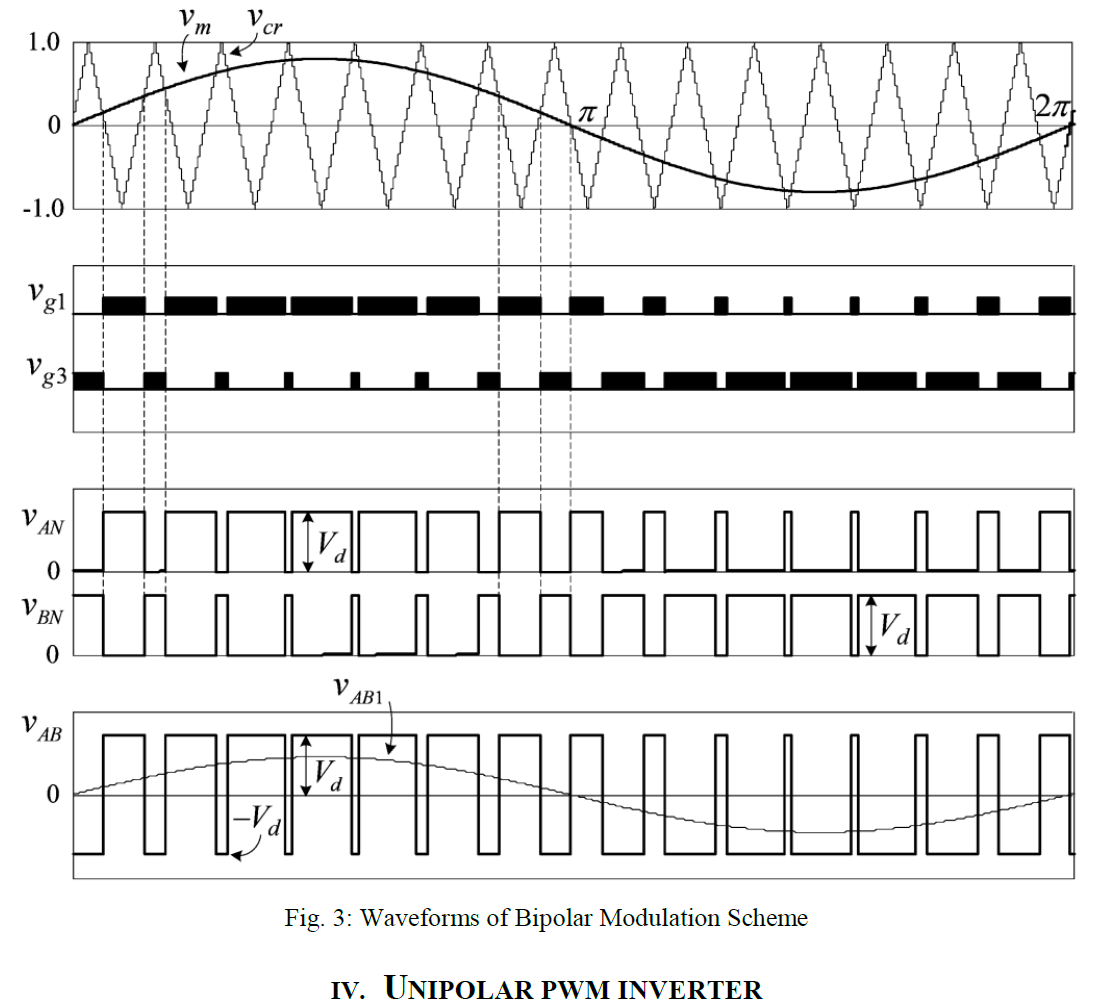 v_m v_cr
1.0
0
π 2π
-1.0
v_g1
v_g3
v_AN
V_d
0
v_BN
V_d
0
v_AB1
v_AB
V_d
0
−V_d
Fig. 3: Waveforms of Bipolar Modulation Scheme
IV. UNIPOLAR PWM INVERTER